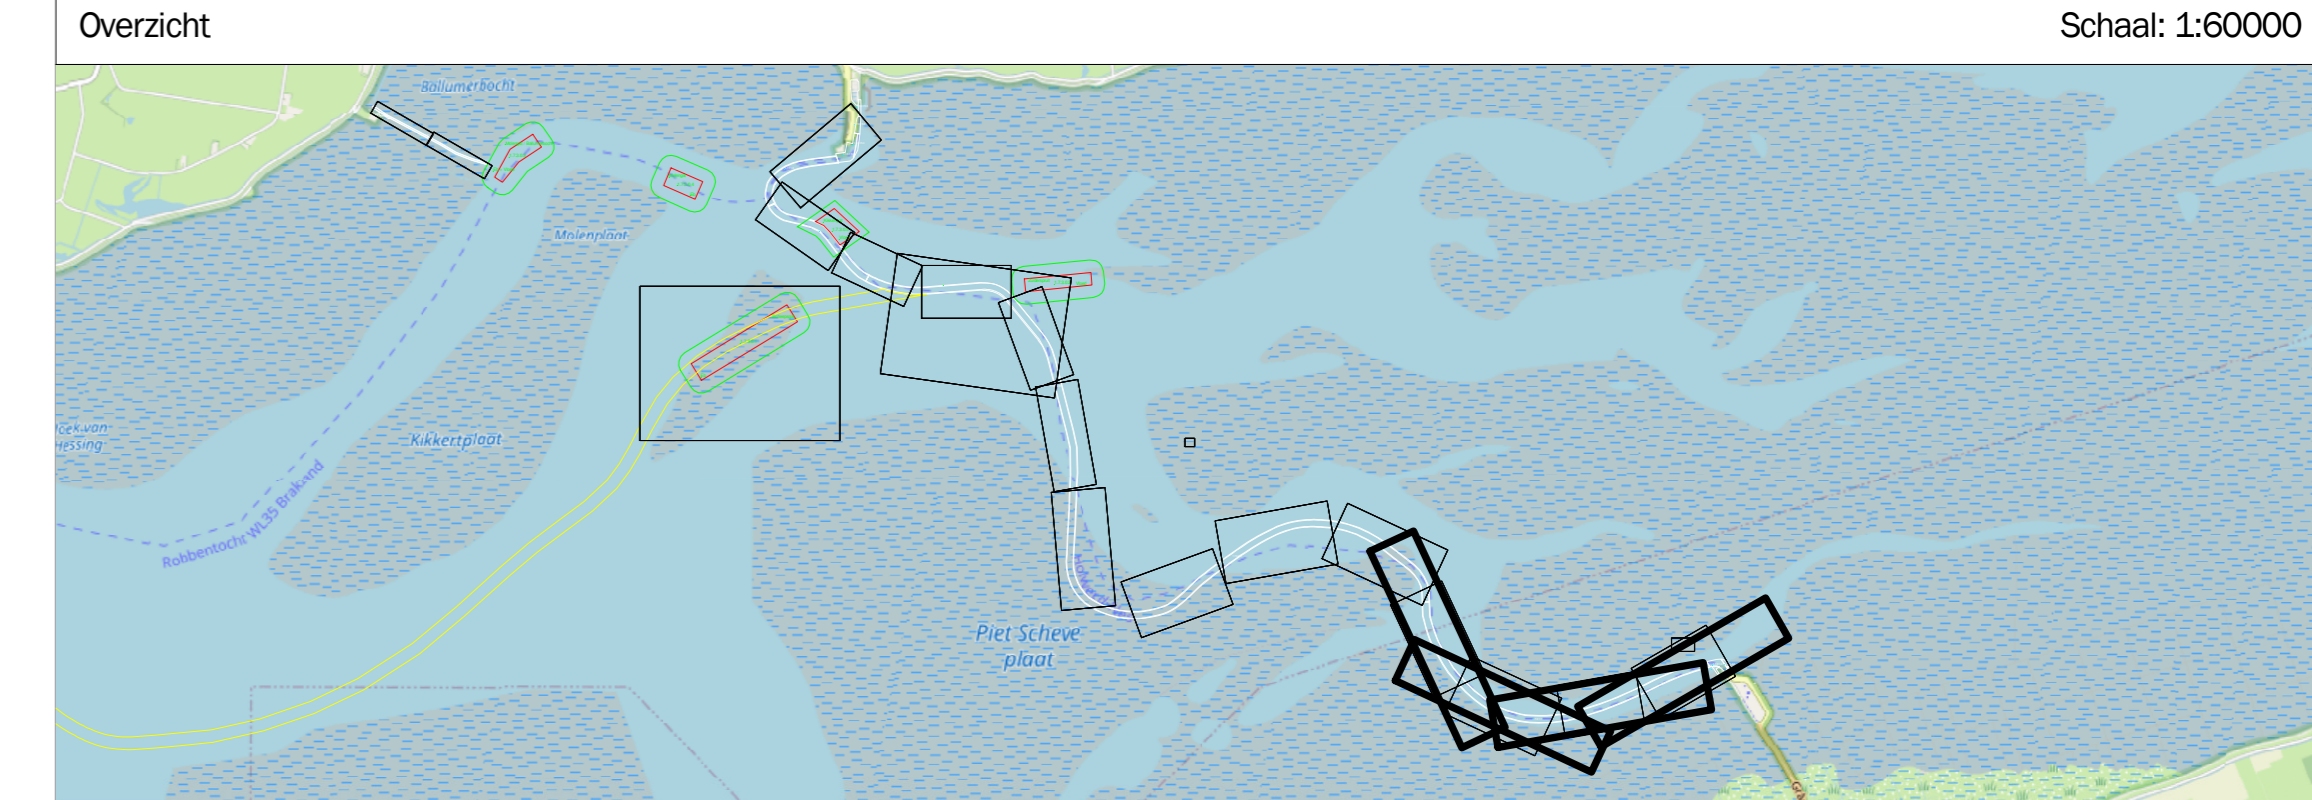 Overzicht
Schaal: 1:60000
Ballumerbocht
Molenplaat
Kikkertplaat
Robbentocht WL35 Brakzand
Piet Scheve
plaat